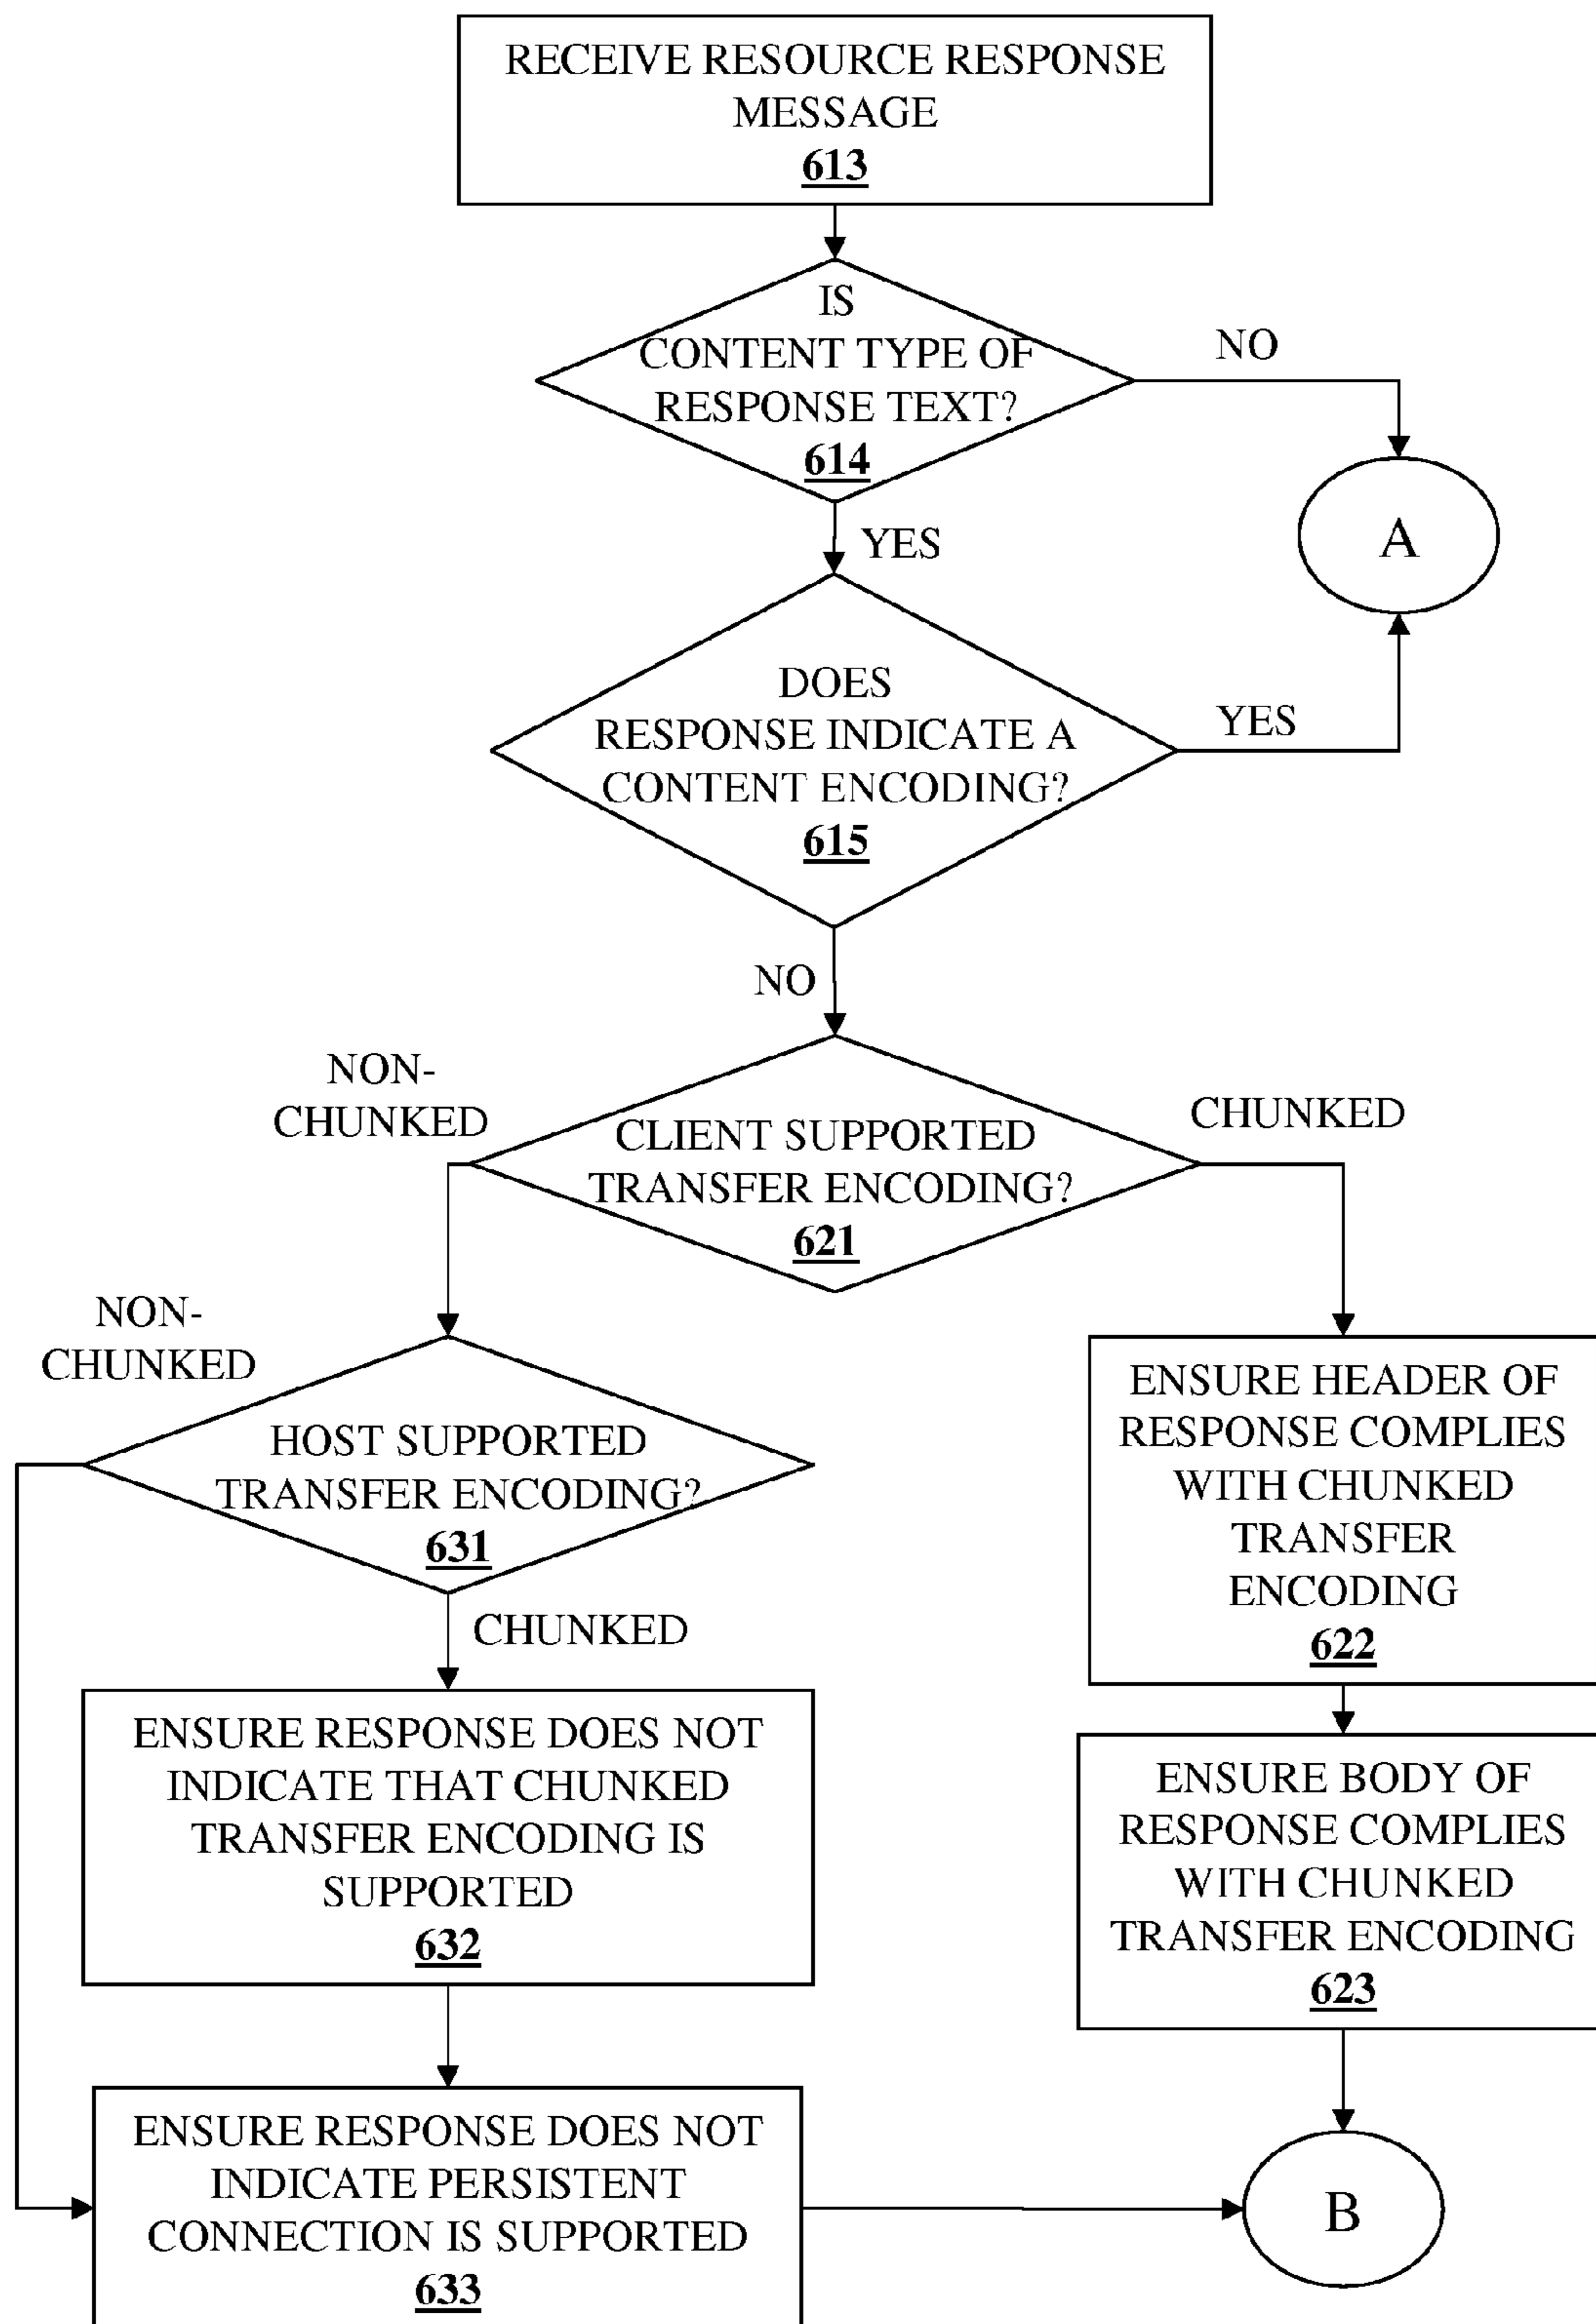 RECEIVE RESOURCE RESPONSE
MESSAGE
613
IS
CONTENT TYPE OF
RESPONSE TEXT?
614
NO
A
YES
DOES
RESPONSE INDICATE A
CONTENT ENCODING?
615
YES
NO
NON-
CHUNKED
CLIENT SUPPORTED
TRANSFER ENCODING?
621
CHUNKED
NON-
CHUNKED
HOST SUPPORTED
TRANSFER ENCODING?
631
CHUNKED
ENSURE HEADER OF
RESPONSE COMPLIES
WITH CHUNKED
TRANSFER
ENCODING
622
ENSURE RESPONSE DOES NOT
INDICATE THAT CHUNKED
TRANSFER ENCODING IS
SUPPORTED
632
ENSURE BODY OF
RESPONSE COMPLIES
WITH CHUNKED
TRANSFER ENCODING
623
ENSURE RESPONSE DOES NOT
INDICATE PERSISTENT
CONNECTION IS SUPPORTED
633
B